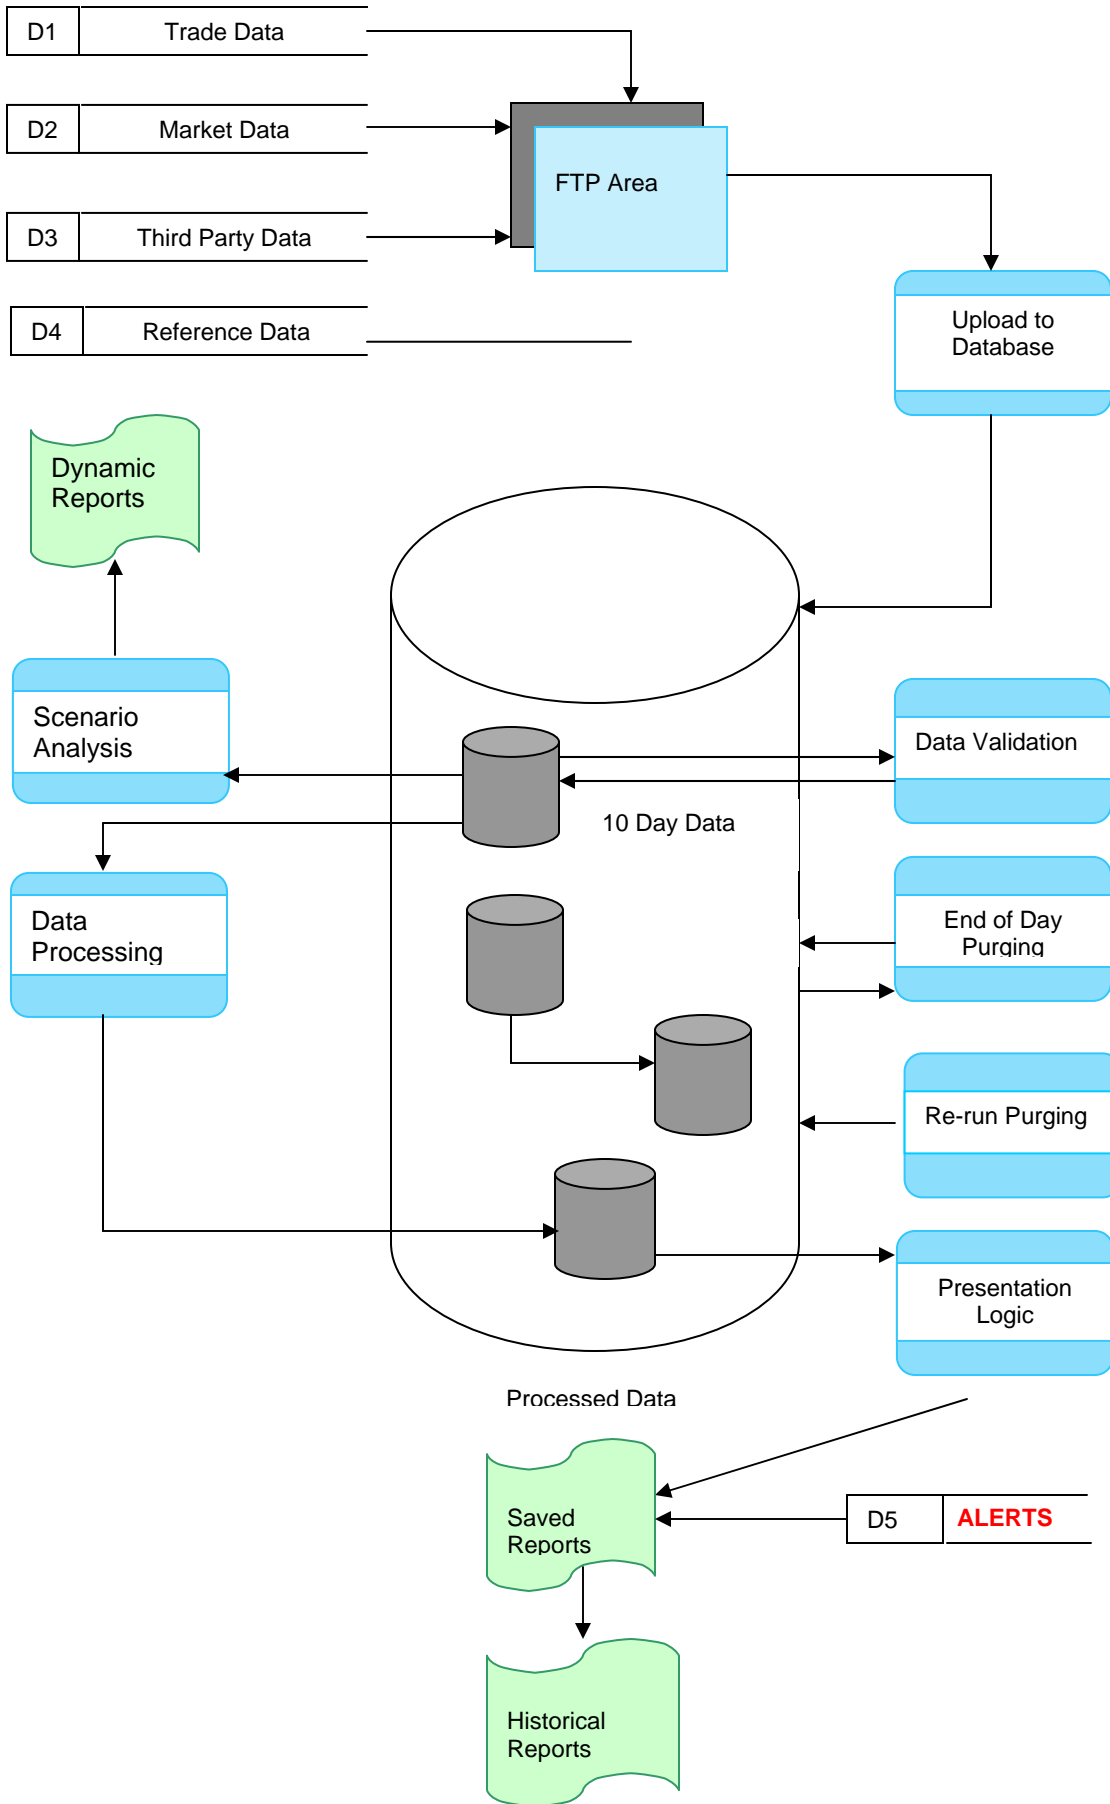 D1 Trade Data
D2 Market Data
FTP Area
D3 Third Party Data
D4 Reference Data
Upload to
Database
Dynamic
Reports
Scenario
Analysis
Data Validation
10 Day Data
Data
Processing
End of Day
Purging
Re-run Purging
Presentation
Logic
Processed Data
Saved
Reports
D5 ALERTS
Historical
Reports